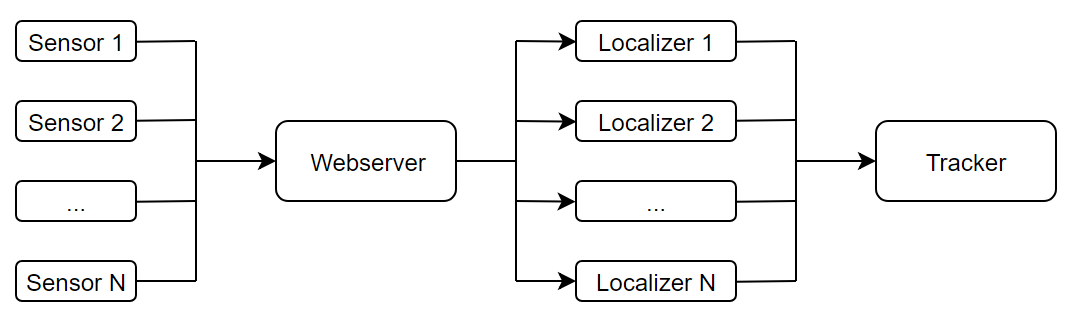 Sensor 1
Sensor 2
...
Sensor N
Webserver
Localizer 1
Localizer 2
...
Localizer N
Tracker